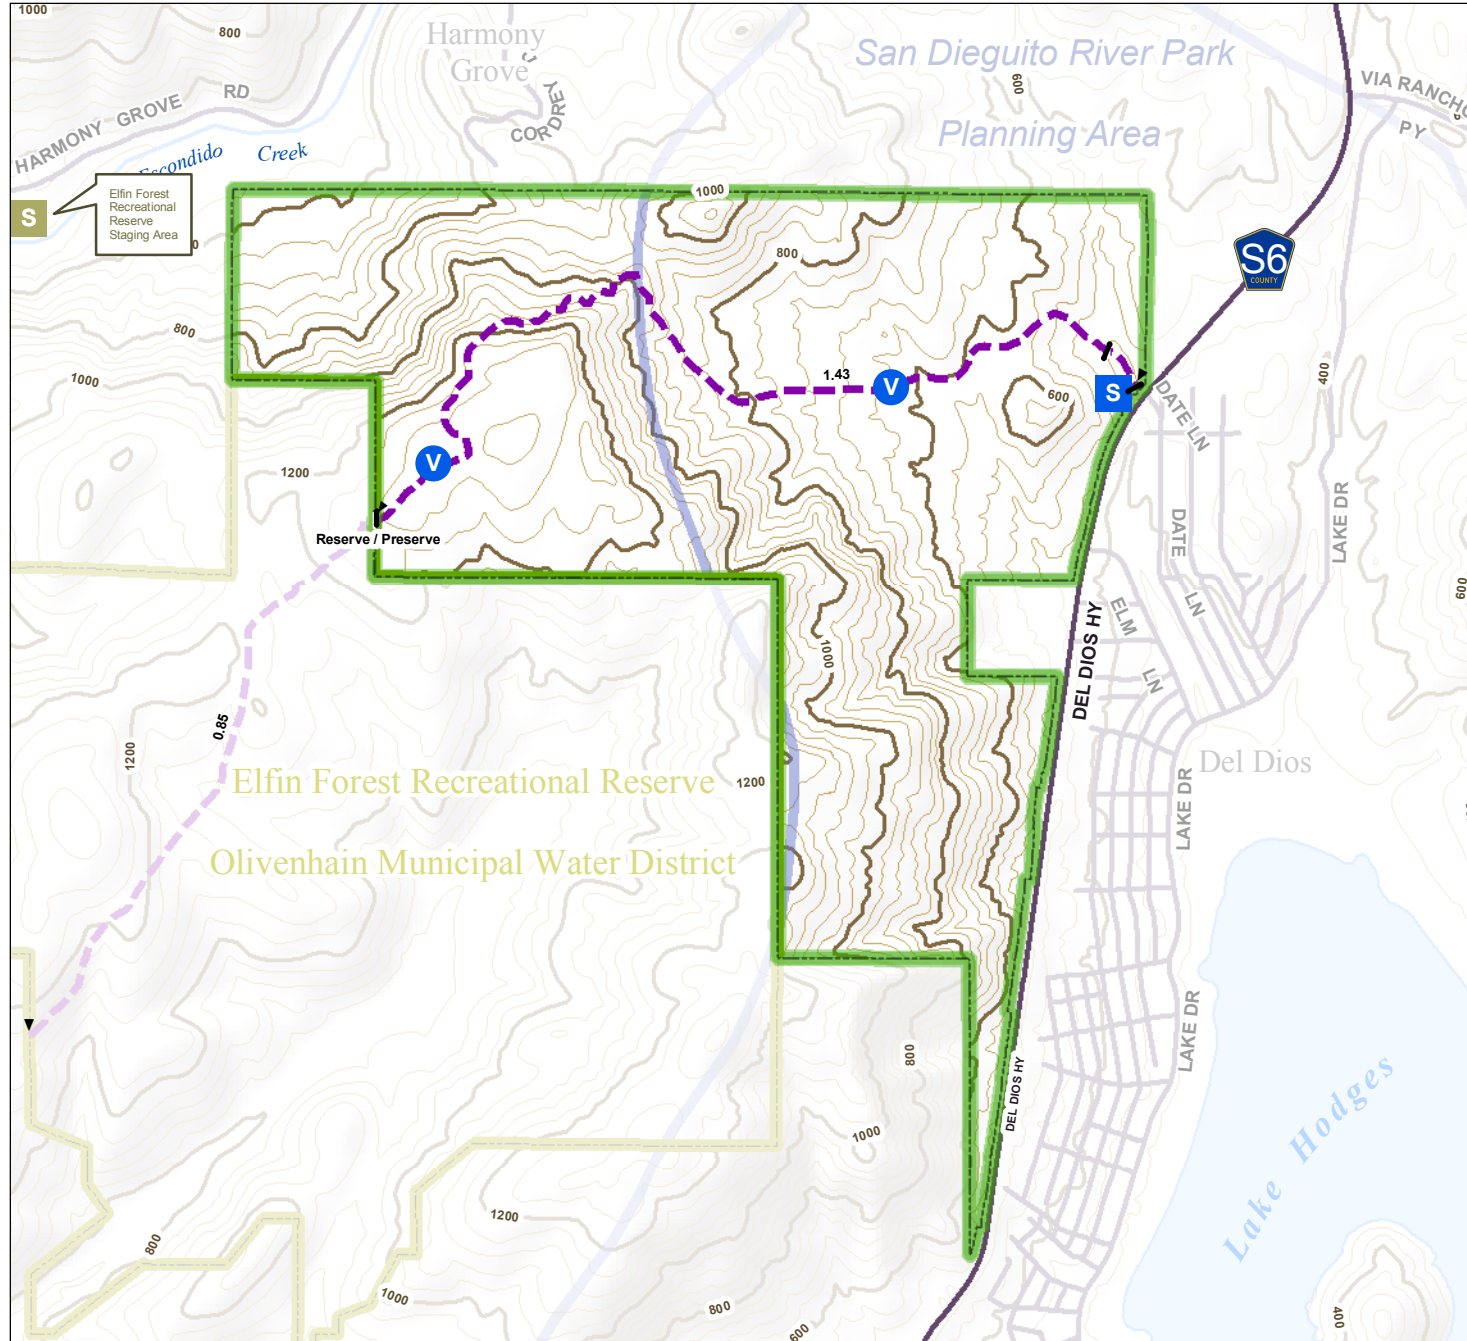 1000
800
Harmony
Grove
San Dieguito River Park
Planning Area
600
VIA RANCHO
PY
HARMONY GROVE RD
CORDREY
Escondido Creek
S
Elfin Forest
Recreational
Reserve
Staging Area
1000
800
S6
COUNTY
800
1000
1.43
V
600
S
400
DATE LN
V
1200
Reserve / Preserve
DATE
LN
LAKE DR
ELM
LN
DEL DIOS HY
600
1000
0.85
1200
1200
Elfin Forest Recreational Reserve
Olivenhain Municipal Water District
Del Dios
LAKE DR
LAKE DR
800
DEL DIOS HY
1000
Lake Hodges
1200
800
1000
800
600
400